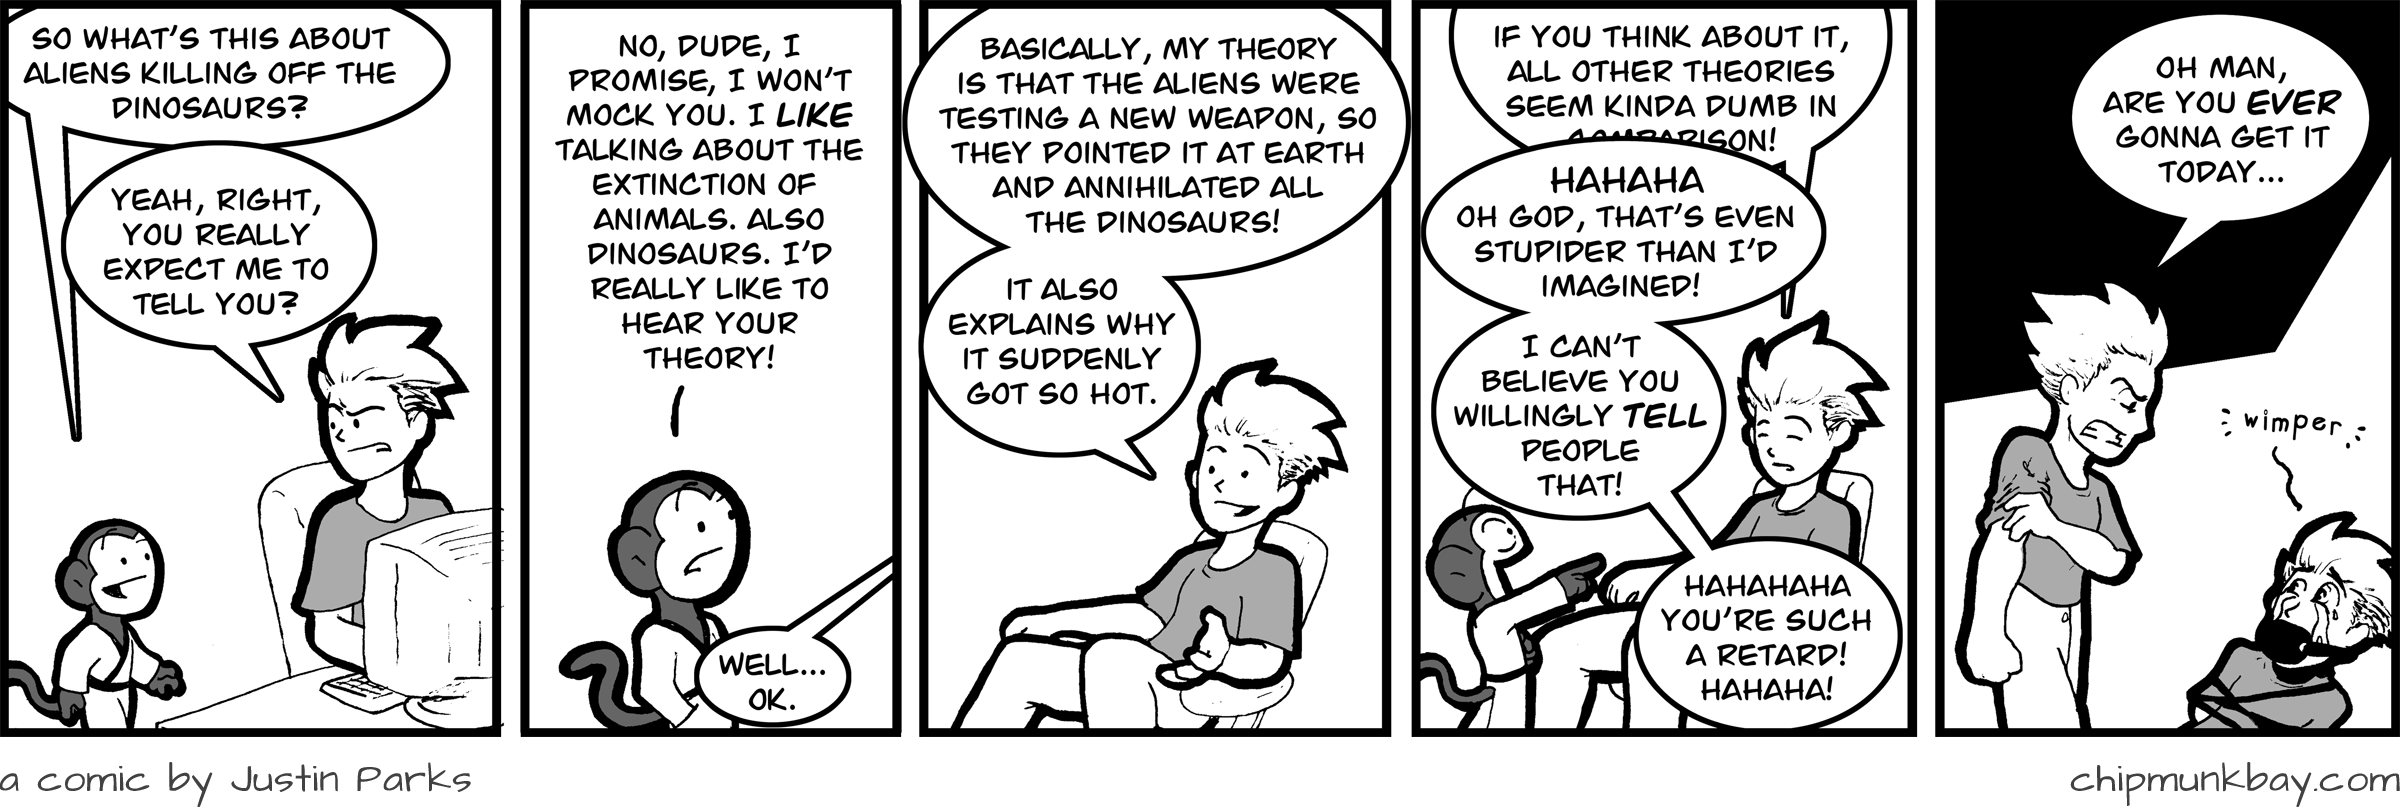 SO WHAT'S THIS ABOUT
ALIENS KILLING OFF THE
DINOSAURS?
YEAH, RIGHT,
YOU REALLY
EXPECT ME TO
TELL YOU?
NO, DUDE, I
PROMISE, I WON'T
MOCK YOU. I LIKE
TALKING ABOUT THE
EXTINCTION OF
ANIMALS. ALSO
DINOSAURS. I'D
REALLY LIKE TO
HEAR YOUR
THEORY!
WELL...
OK.
BASICALLY, MY THEORY
IS THAT THE ALIENS WERE
TESTING A NEW WEAPON, SO
THEY POINTED IT AT EARTH
AND ANNIHILATED ALL
THE DINOSAURS!
IT ALSO
EXPLAINS WHY
IT SUDDENLY
GOT SO HOT.
IF YOU THINK ABOUT IT,
ALL OTHER THEORIES
SEEM KINDA DUMB IN
COMPARISON!
HAHAHA
OH GOD, THAT'S EVEN
STUPIDER THAN I'D
IMAGINED!
I CAN'T
BELIEVE YOU
WILLINGLY TELL
PEOPLE
THAT!
HAHAHAHA
YOU'RE SUCH
A RETARD!
HAHAHA!
OH MAN,
ARE YOU EVER
GONNA GET IT
TODAY...
wimper
a comic by Justin Parks
chipmunkbay.com